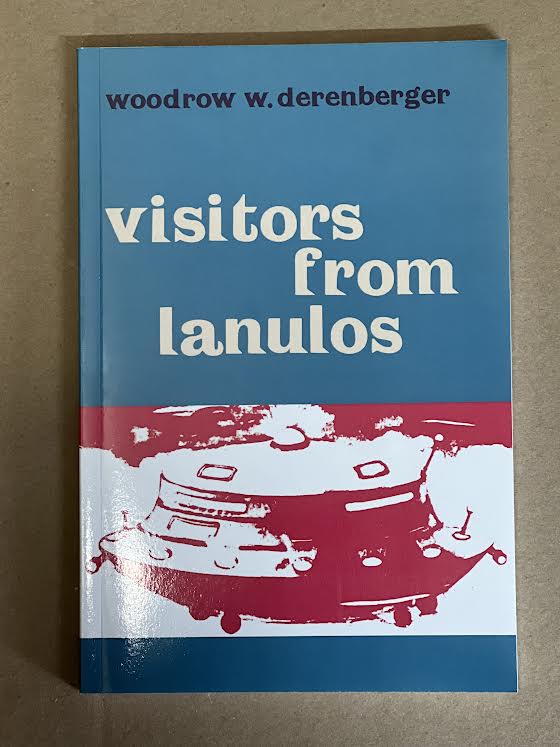 woodrow w. derenberger
visitors
from
lanulos